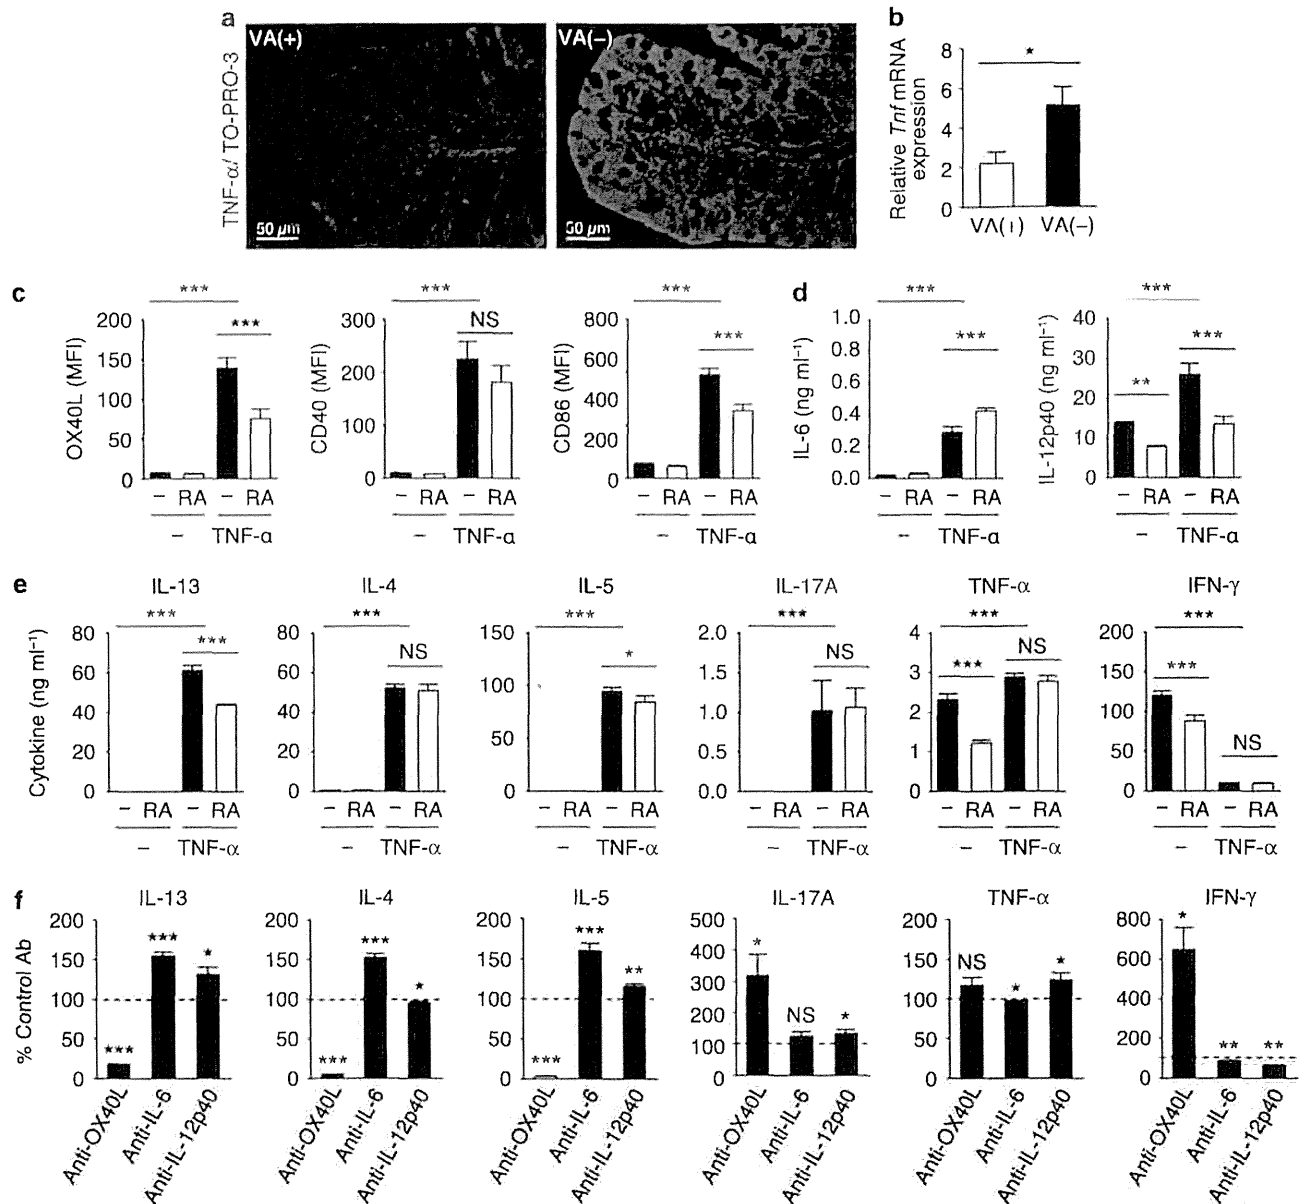 a
VA(+)
VA(–)
TNF-α/ TO-PRO-3
50 µm
50 µm
b
Relative Tnf mRNA
expression
8
6
4
2
0
*
VA(+) VA(–)
c
OX40L (MFI)
200
150
100
50
0
***
***
– RA – RA
– TNF-α
CD40 (MFI)
300
200
100
0
***
NS
– RA – RA
– TNF-α
CD86 (MFI)
800
600
400
200
0
***
***
– RA – RA
– TNF-α
d
IL-6 (ng ml⁻¹)
1.0
0.8
0.6
0.4
0.2
0.0
***
***
– RA – RA
– TNF-α
IL-12p40 (ng ml⁻¹)
40
30
20
10
0
***
***
**
– RA – RA
– TNF-α
e
Cytokine (ng ml⁻¹)
IL-13
80
60
40
20
0
***
***
– RA – RA
– TNF-α
IL-4
80
60
40
20
0
***
NS
– RA – RA
– TNF-α
IL-5
150
100
50
0
***
*
– RA – RA
– TNF-α
IL-17A
2.0
1.5
1.0
0.5
0.0
***
NS
– RA – RA
– TNF-α
TNF-α
4
3
2
1
0
***
NS
***
– RA – RA
– TNF-α
IFN-γ
200
150
100
50
0
***
***
NS
– RA – RA
– TNF-α
f
% Control Ab
IL-13
200
150
100
50
0
*** *** *
Anti-OX40L
Anti-IL-6
Anti-IL-12p40
IL-4
200
150
100
50
0
*** *** *
Anti-OX40L
Anti-IL-6
Anti-IL-12p40
IL-5
200
150
100
50
0
*** *** **
Anti-OX40L
Anti-IL-6
Anti-IL-12p40
IL-17A
500
400
300
200
100
0
* NS *
Anti-OX40L
Anti-IL-6
Anti-IL-12p40
TNF-α
200
150
100
50
0
NS * *
Anti-OX40L
Anti-IL-6
Anti-IL-12p40
IFN-γ
800
600
400
200
0
* ** **
Anti-OX40L
Anti-IL-6
Anti-IL-12p40